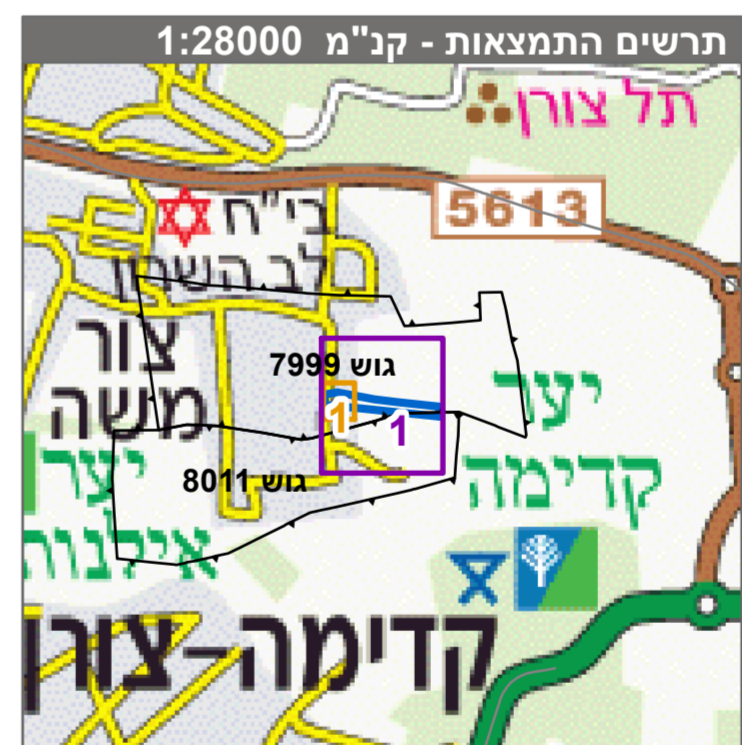 תרשים התמצאות - קנ"מ 1:28000
תל צורן
5613
בי"ח
לב השרון
צור
משה
גוש 7999
1
1
יער
קדימה
גוש 8011
יער
אילנות
קדימה-צורן